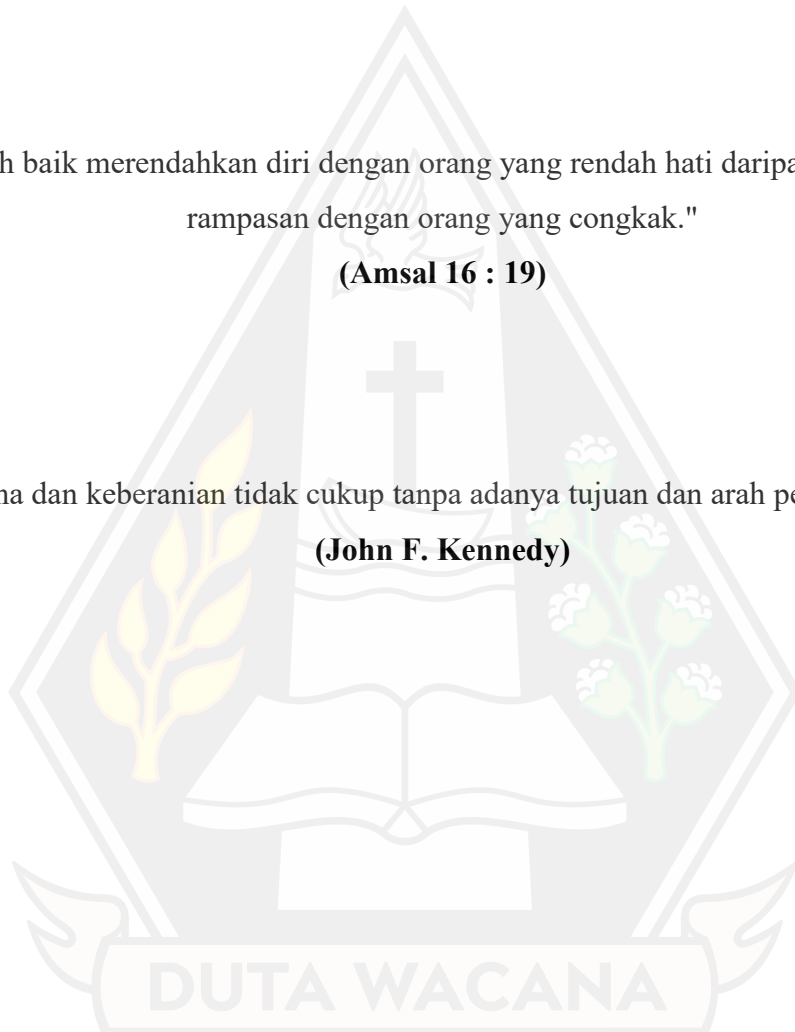 h baik merendahkan diri dengan orang yang rendah hati daripa
rampasan dengan orang yang congkak."
(Amsal 16 : 19)
na dan keberanian tidak cukup tanpa adanya tujuan dan arah pe
(John F. Kennedy)
DUTA WACANA